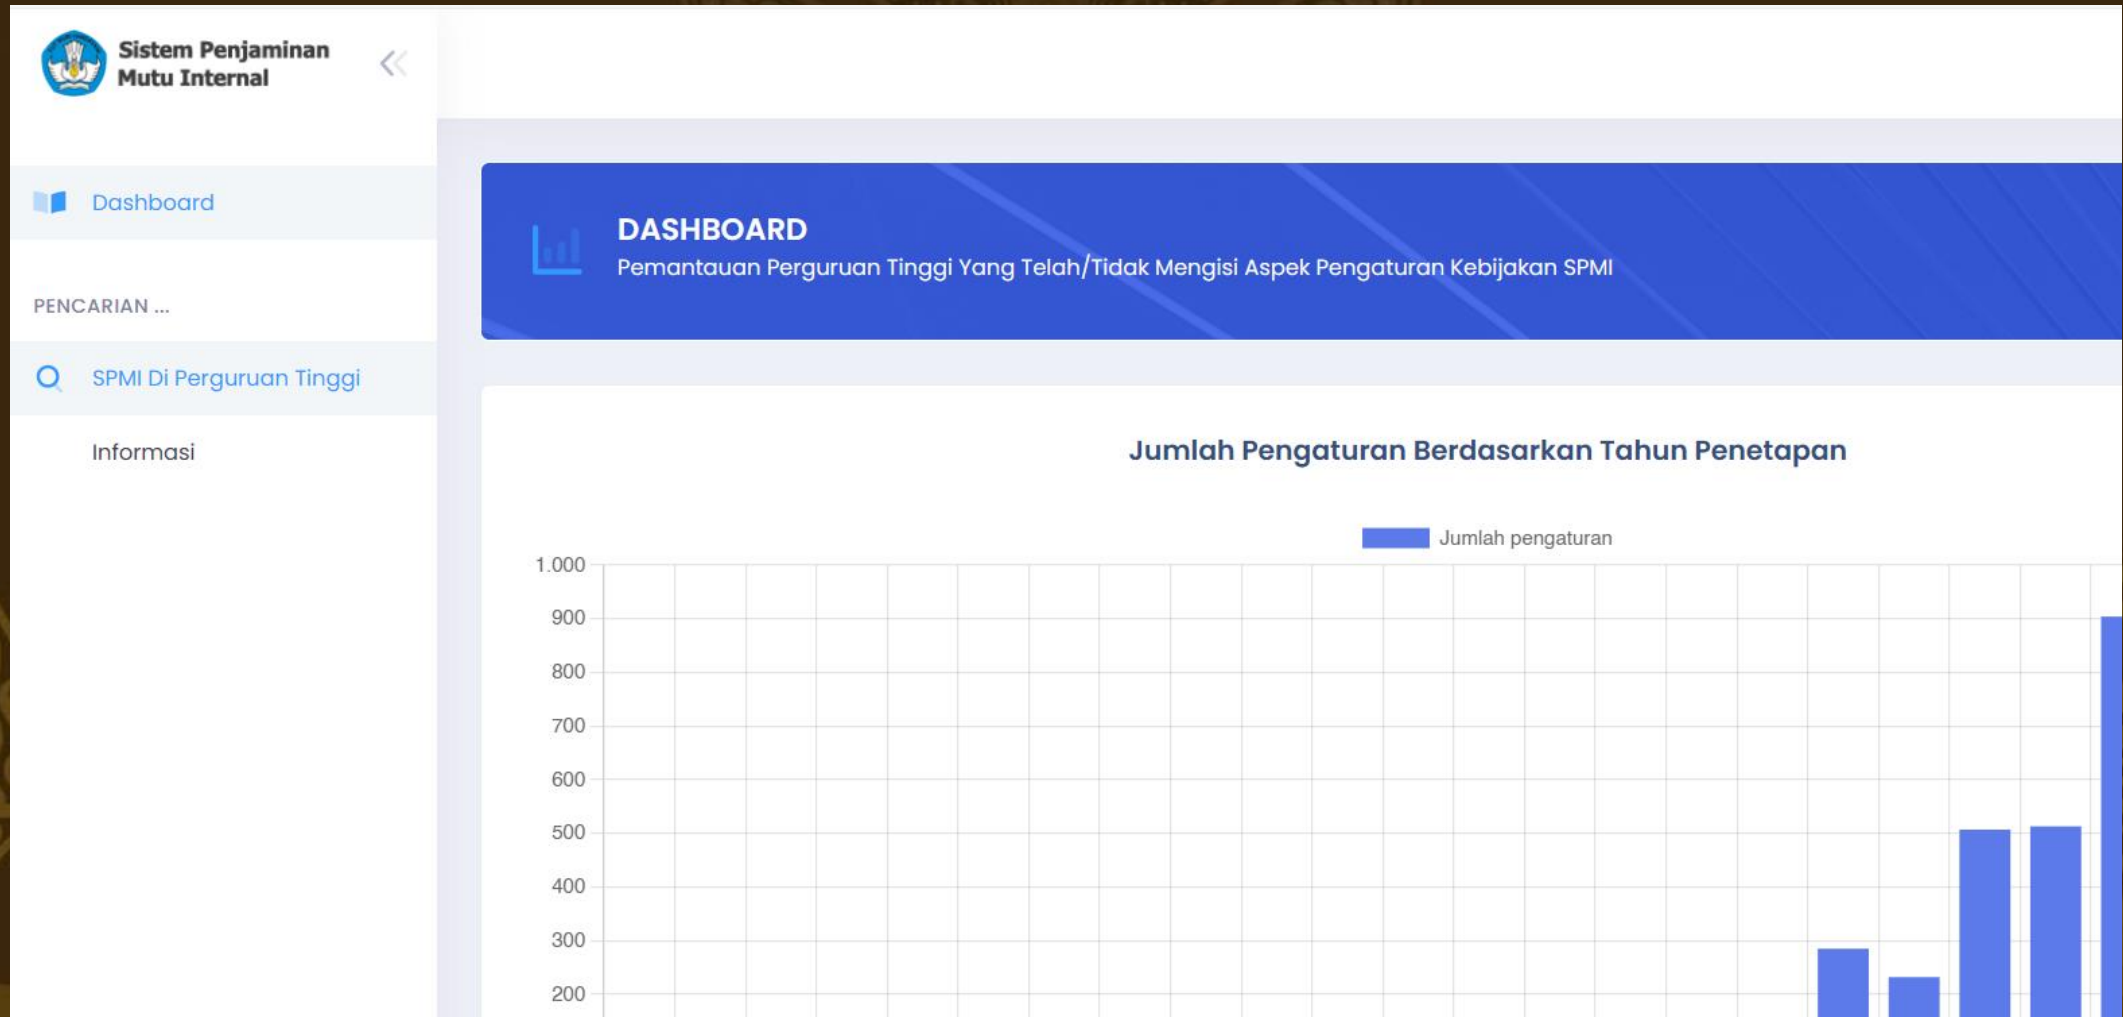 Sistem Penjaminan
Mutu Internal
Dashboard
PENCARIAN ...
SPMI Di Perguruan Tinggi
Informasi
DASHBOARD
Pemantauan Perguruan Tinggi Yang Telah/Tidak Mengisi Aspek Pengaturan Kebijakan SPMI
Jumlah Pengaturan Berdasarkan Tahun Penetapan
Jumlah pengaturan
1.000
900
800
700
600
500
400
300
200